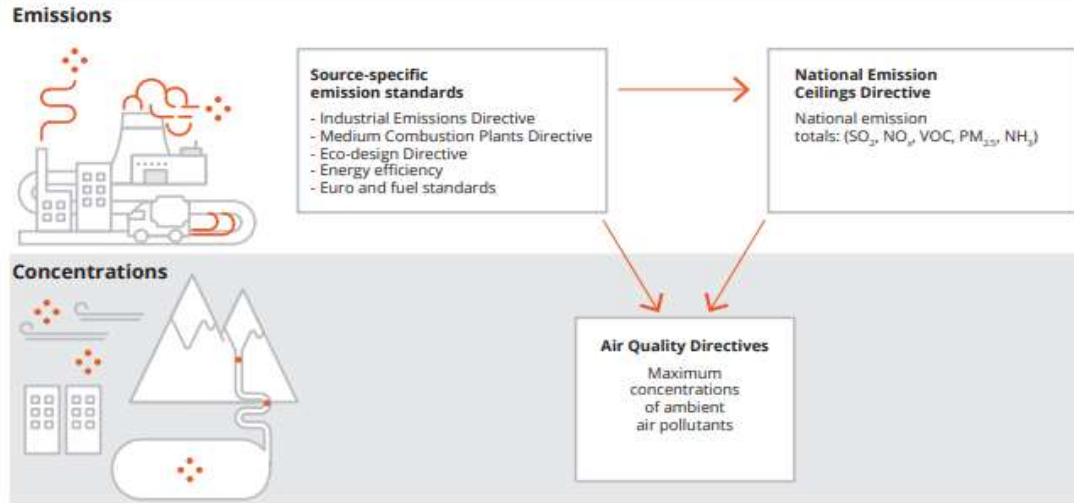 Emissions
Source-specific
emission standards
- Industrial Emissions Directive
- Medium Combustion Plants Directive
- Eco-design Directive
- Energy efficiency
- Euro and fuel standards
National Emission
Ceilings Directive
National emission
totals: (SO₂, NOₓ, VOC, PM₂.₅, NH₃)
Concentrations
Air Quality Directives
Maximum
concentrations
of ambient
air pollutants